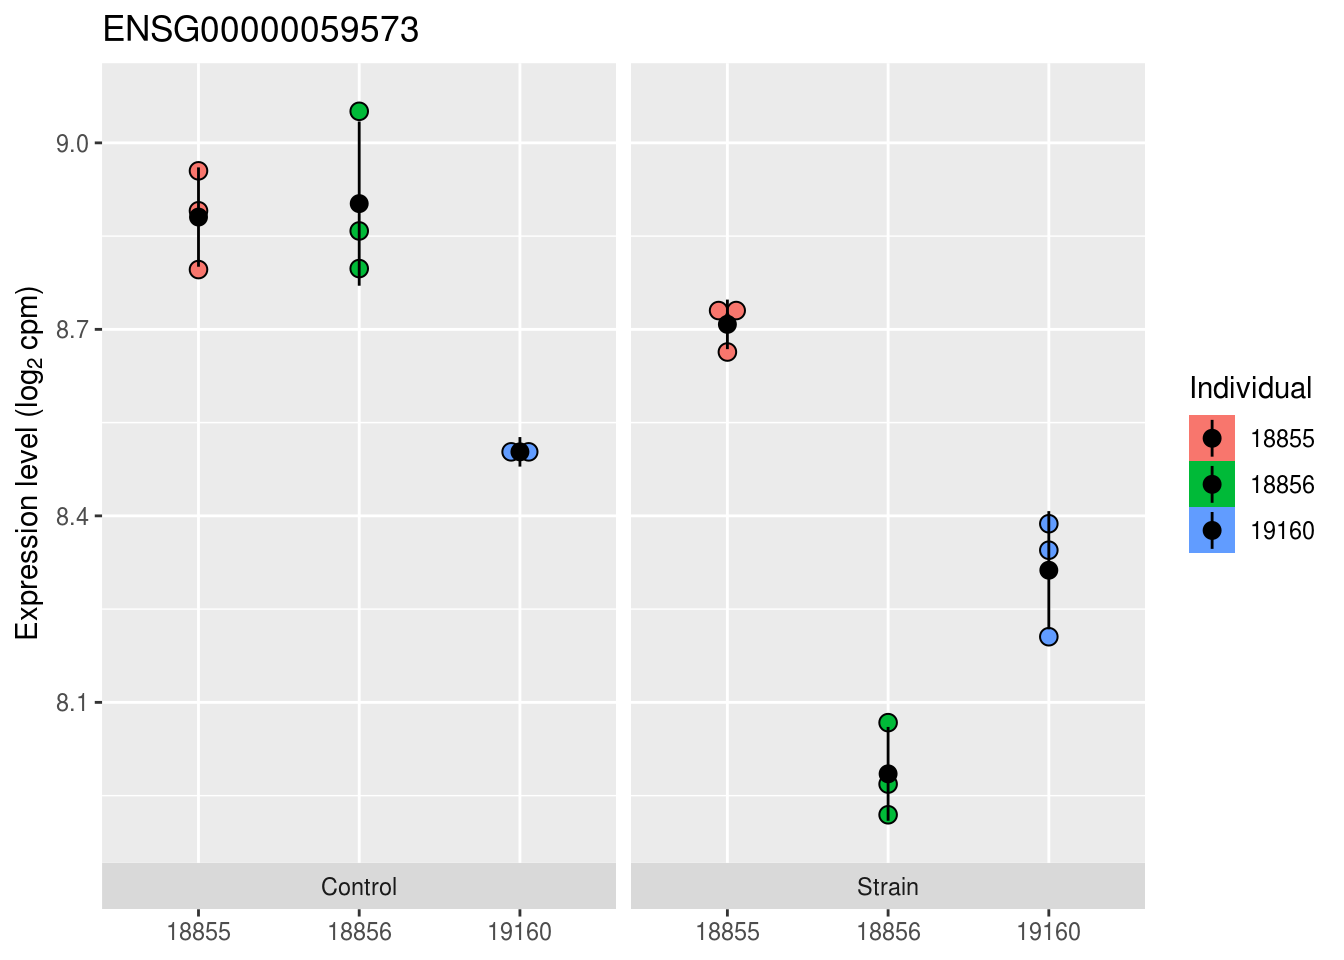 ENSG00000059573
Expression level (log₂ cpm)
9.0
8.7
8.4
8.1
Control
Strain
18855
18856
19160
18855
18856
19160
Individual
18855
18856
19160